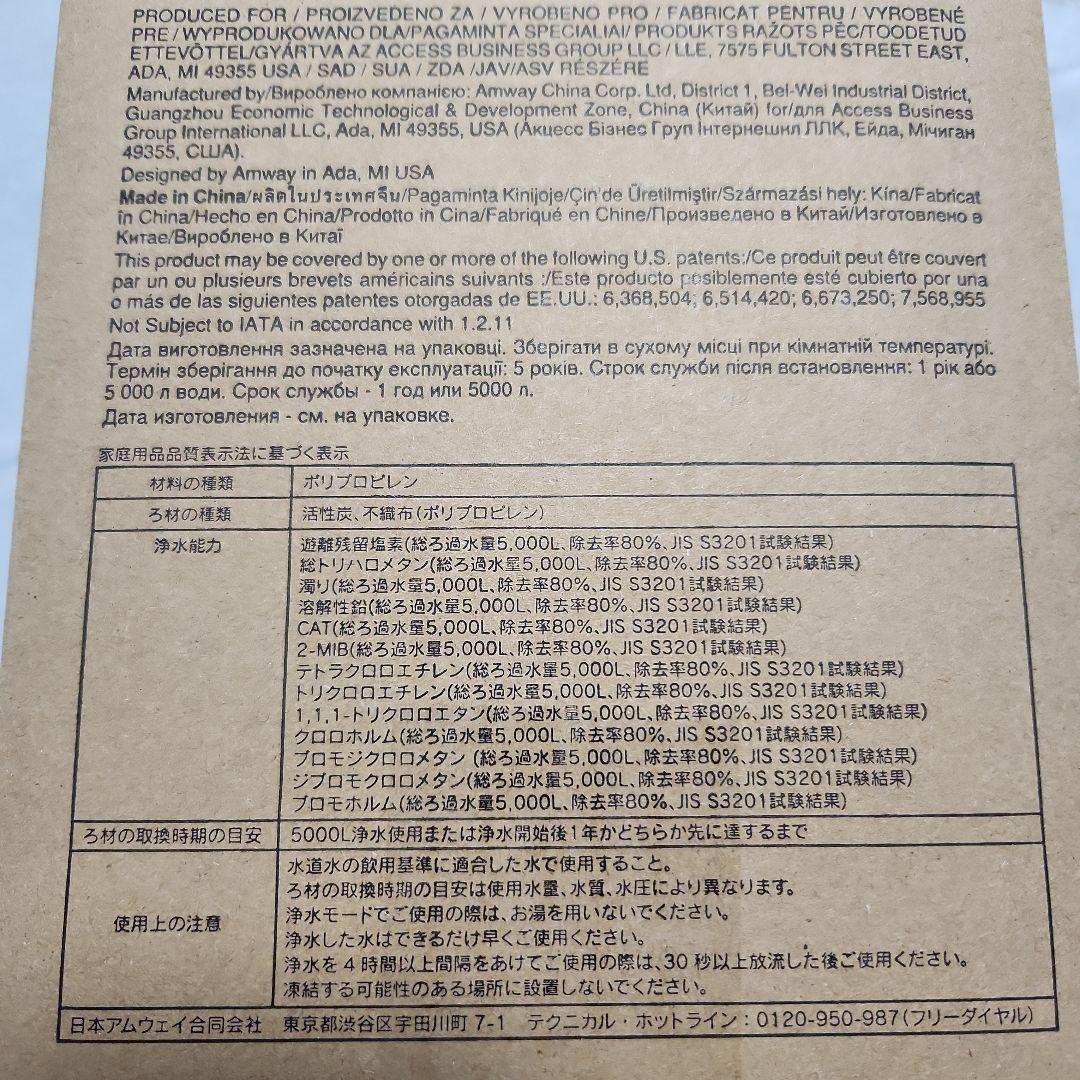 PRODUCED FOR / PROIZVEDENO ZA / VYROBENO PRO / FABRICAT PENTRU / VYROBENÉ
PRE / WYPRODUKOWANO DLA/PAGAMINTA SPECIALIAI/ PRODUKTS RAŽOTS PĒC/TOODETUD
ETTEVÕTTEL/GYÁRTVA AZ ACCESS BUSINESS GROUP LLC / LLE, 7575 FULTON STREET EAST,
ADA, MI 49355 USA / SAD / SUA / ZDA /JAV/ASV RÉSZÉRE
Manufactured by/Вироблено компанією: Amway China Corp. Ltd, District 1, Bel-Wei Industrial District,
Guangzhou Economic Technological & Development Zone, China (Китай) for/для Access Business
Group International LLC, Ada, MI 49355, USA (Акцесс Бізнес Груп Інтернешнл ЛЛК, Ейда, Мічиган
49355, США).
Designed by Amway in Ada, MI USA
Made in China/ผลิตในประเทศจีน/Pagaminta Kinijoje/Çin'de Üretilmiştir/Származási hely: Kína/Fabricat
în China/Hecho en China/Prodotto in Cina/Fabriqué en Chine/Произведено в Китай/Изготовлено в
Китае/Вироблено в Китаї
This product may be covered by one or more of the following U.S. patents:/Ce produit peut être couvert
par un ou plusieurs brevets américains suivants :/Este producto posiblemente esté cubierto por una
o más de las siguientes patentes otorgadas de EE.UU.: 6,368,504; 6,514,420; 6,673,250; 7,568,955
Not Subject to IATA in accordance with 1.2.11
Дата виготовлення зазначена на упаковці. Зберігати в сухому місці при кімнатній температурі.
Термін зберігання до початку експлуатації: 5 років. Строк служби після встановлення: 1 рік або
5 000 л води. Срок службы - 1 год или 5000 л.
Дата изготовления - см. на упаковке.
家庭用品品質表示法に基づく表示
材料の種類 ポリプロピレン
ろ材の種類 活性炭、不織布(ポリプロピレン)
浄水能力 遊離残留塩素(総ろ過水量5,000L、除去率80%、JIS S3201試験結果)
総トリハロメタン(総ろ過水量5,000L、除去率80%、JIS S3201試験結果)
濁り(総ろ過水量5,000L、除去率80%、JIS S3201試験結果)
溶解性鉛(総ろ過水量5,000L、除去率80%、JIS S3201試験結果)
CAT(総ろ過水量5,000L、除去率80%、JIS S3201試験結果)
2-MIB(総ろ過水量5,000L、除去率80%、JIS S3201試験結果)
テトラクロロエチレン(総ろ過水量5,000L、除去率80%、JIS S3201試験結果)
トリクロロエチレン(総ろ過水量5,000L、除去率80%、JIS S3201試験結果)
1,1,1-トリクロロエタン(総ろ過水量5,000L、除去率80%、JIS S3201試験結果)
クロロホルム(総ろ過水量5,000L、除去率80%、JIS S3201試験結果)
ブロモジクロロメタン (総ろ過水量5,000L、除去率80%、JIS S3201試験結果)
ジブロモクロロメタン(総ろ過水量5,000L、除去率80%、JIS S3201試験結果)
ブロモホルム(総ろ過水量5,000L、除去率80%、JIS S3201試験結果)
ろ材の取換時期の目安 5000L浄水使用または浄水開始後1年かどちらか先に達するまで
使用上の注意 水道水の飲用基準に適合した水で使用すること。
ろ材の取換時期の目安は使用水量、水質、水圧により異なります。
浄水モードでご使用の際は、お湯を用いないでください。
浄水した水はできるだけ早くご使用ください。
浄水を4時間以上間隔をあけてご使用の際は、30秒以上放流した後ご使用ください。
凍結する可能性のある場所に設置しないでください。
日本アムウェイ合同会社 東京都渋谷区宇田川町 7-1 テクニカル・ホットライン:0120-950-987(フリーダイヤル)